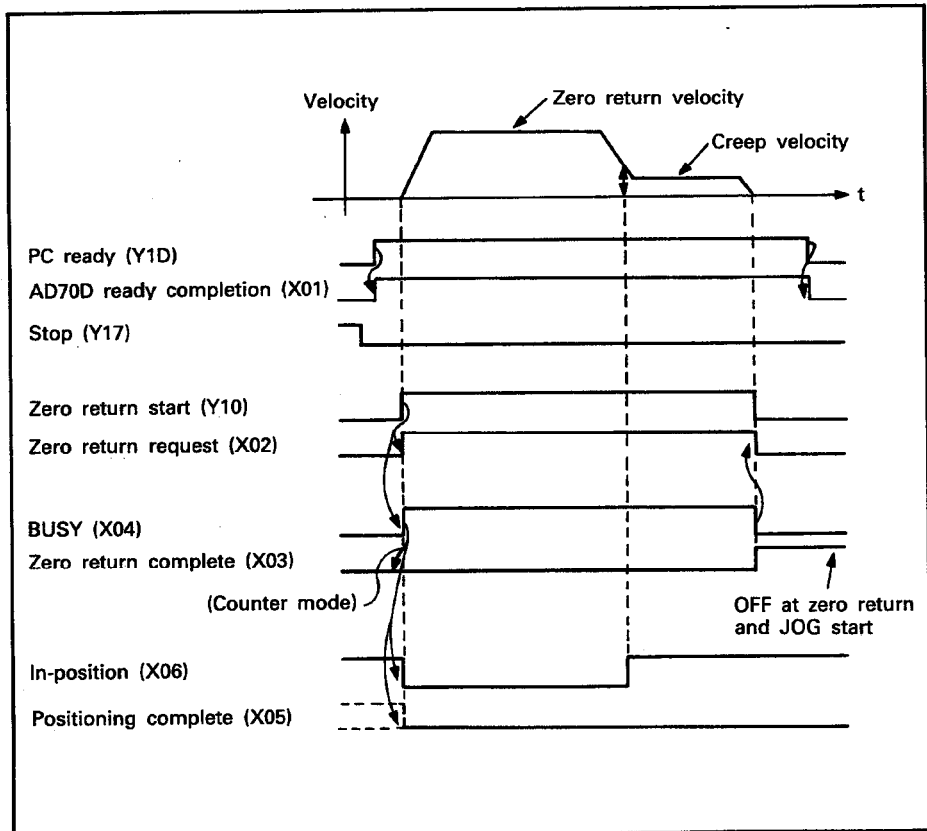 Velocity
Zero return velocity
Creep velocity
t
PC ready (Y1D)
AD70D ready completion (X01)
Stop (Y17)
Zero return start (Y10)
Zero return request (X02)
BUSY (X04)
Zero return complete (X03)
(Counter mode)
OFF at zero return
and JOG start
In-position (X06)
Positioning complete (X05)